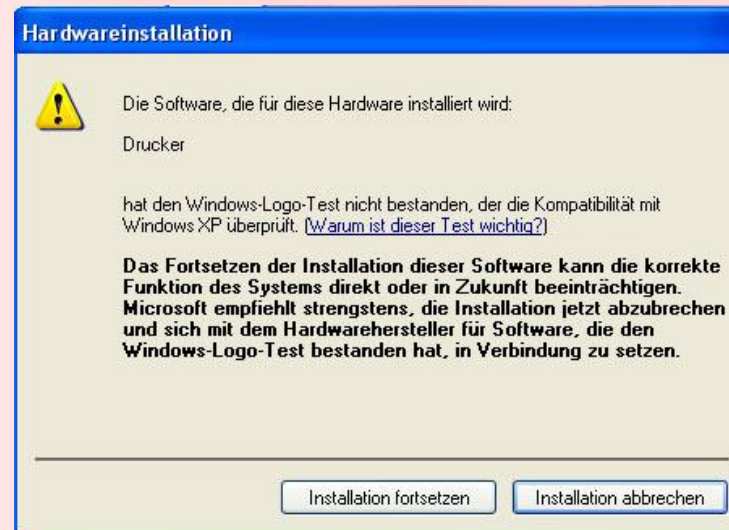 Hardwareinstallation
Die Software, die für diese Hardware installiert wird:
Drucker
hat den Windows-Logo-Test nicht bestanden, der die Kompatibilität mit
Windows XP überprüft. (Warum ist dieser Test wichtig?)
Das Fortsetzen der Installation dieser Software kann die korrekte
Funktion des Systems direkt oder in Zukunft beeinträchtigen.
Microsoft empfiehlt strengstens, die Installation jetzt abzubrechen
und sich mit dem Hardwarehersteller für Software, die den
Windows-Logo-Test bestanden hat, in Verbindung zu setzen.
Installation fortsetzen Installation abbrechen